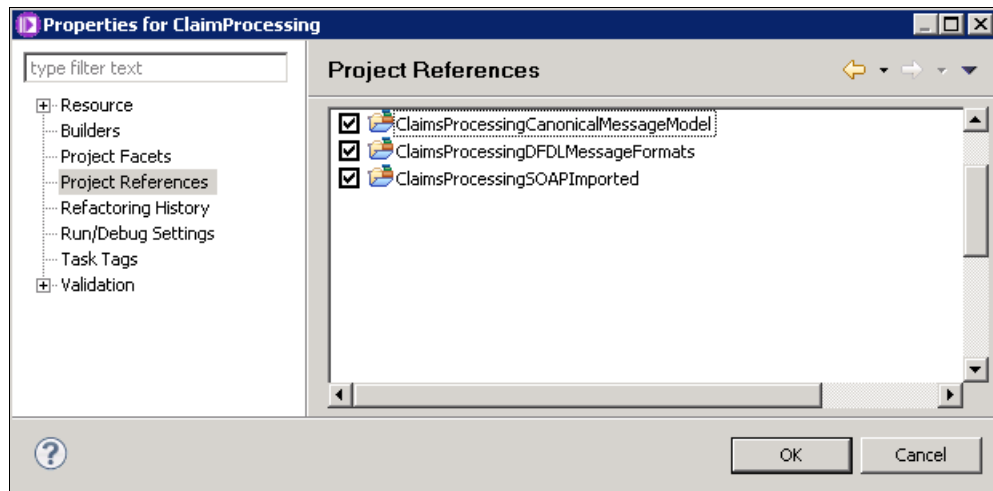 Properties for ClaimProcessing
type filter text
Resource
Builders
Project Facets
Project References
Refactoring History
Run/Debug Settings
Task Tags
Validation
Project References
ClaimsProcessingCanonicalMessageModel
ClaimsProcessingDFDLMessageFormats
ClaimsProcessingSOAPImported
?
OK
Cancel